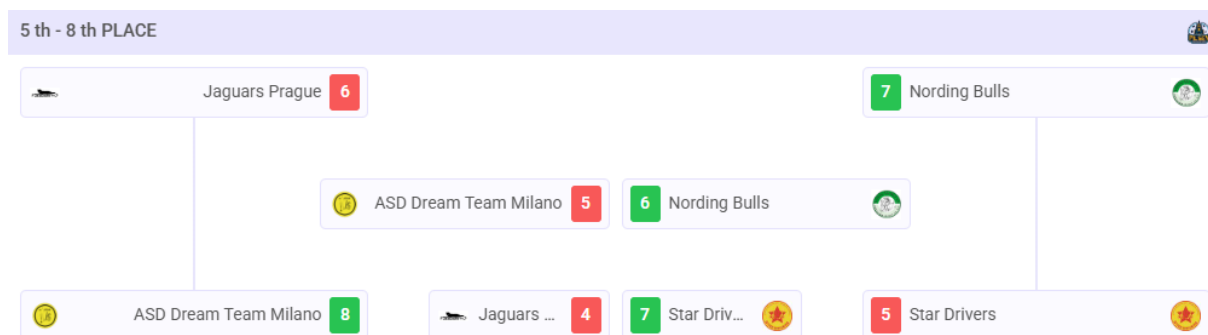 5 th - 8 th PLACE
Jaguars Prague 6
7 Nording Bulls
ASD Dream Team Milano 5
6 Nording Bulls
ASD Dream Team Milano 8
Jaguars ... 4
7 Star Driv...
5 Star Drivers